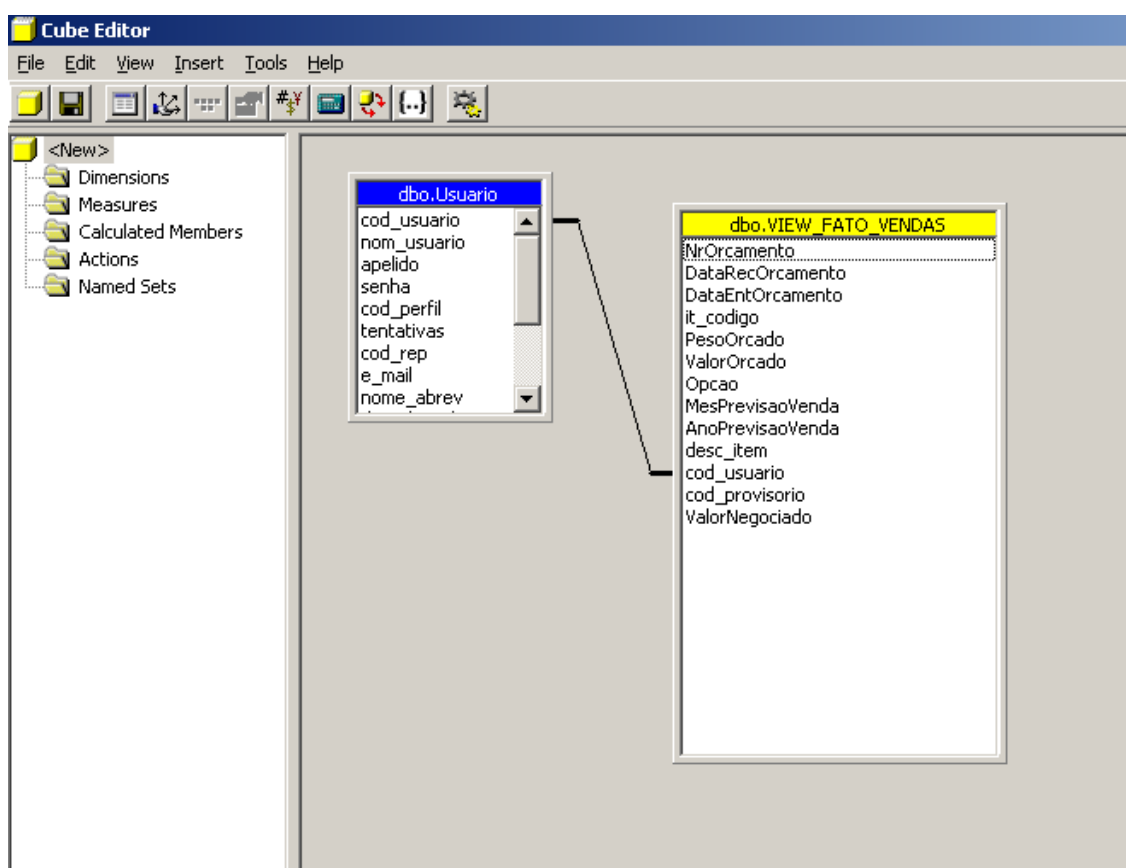 Cube Editor
File Edit View Insert Tools Help
<New>
Dimensions
Measures
Calculated Members
Actions
Named Sets
dbo.Usuario
cod_usuario
nom_usuario
apelido
senha
cod_perfil
tentativas
cod_rep
e_mail
nome_abrev
dbo.VIEW_FATO_VENDAS
NrOrcamento
DataRecOrcamento
DataEntOrcamento
it_codigo
PesoOrcado
ValorOrcado
Opcao
MesPrevisaoVenda
AnoPrevisaoVenda
desc_item
cod_usuario
cod_provisorio
ValorNegociado